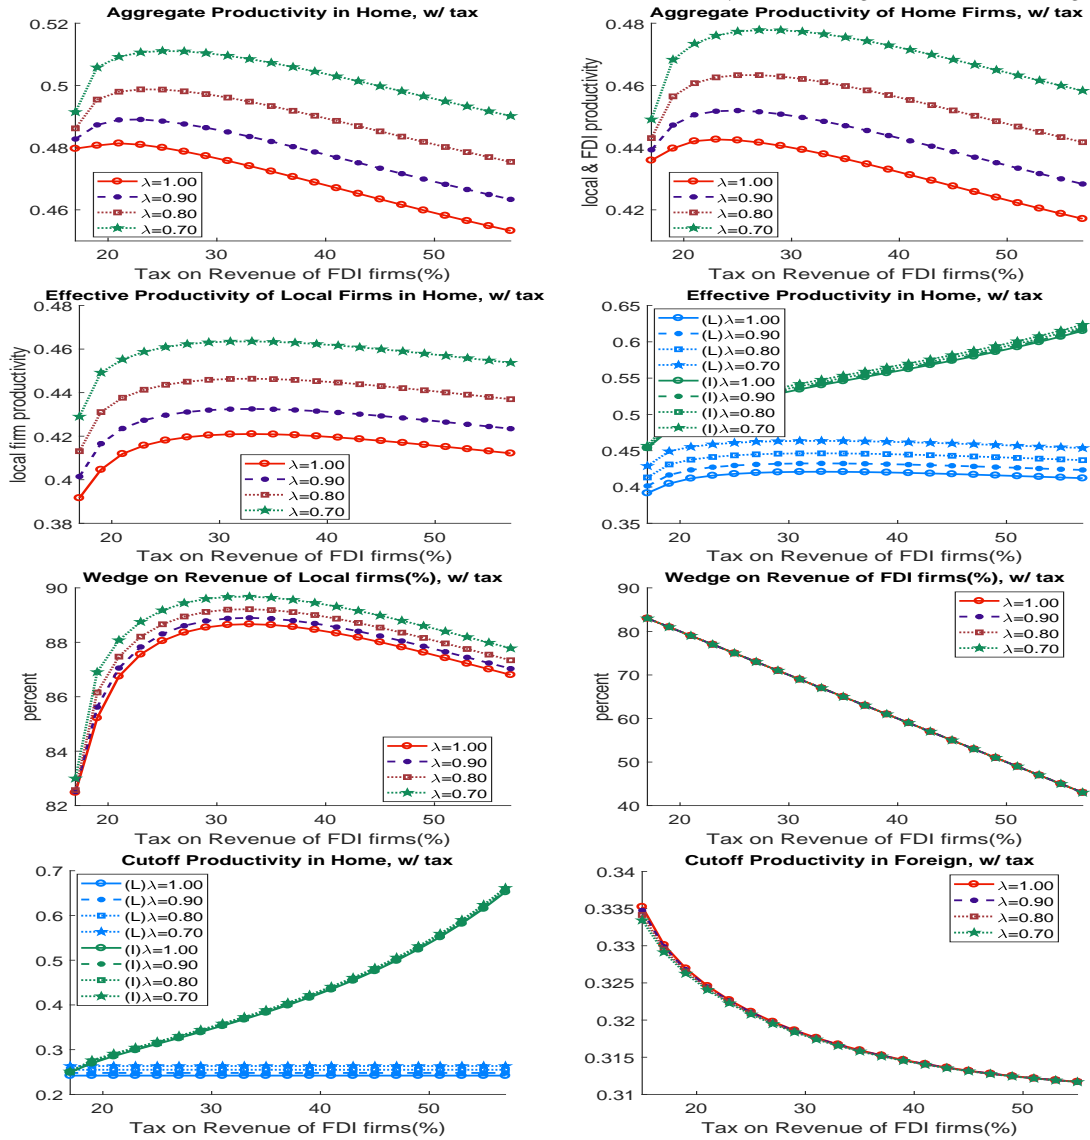 Aggregate Productivity in Home, w/ tax
0.52
0.5
0.48
0.46
λ=1.00
λ=0.90
λ=0.80
λ=0.70
20 30 40 50
Tax on Revenue of FDI firms(%)
Aggregate Productivity of Home Firms, w/ tax
local & FDI productivity
0.48
0.46
0.44
0.42
λ=1.00
λ=0.90
λ=0.80
λ=0.70
20 30 40 50
Tax on Revenue of FDI firms(%)
Effective Productivity of Local Firms in Home, w/ tax
local firm productivity
0.48
0.46
0.44
0.42
0.4
0.38
λ=1.00
λ=0.90
λ=0.80
λ=0.70
20 30 40 50
Tax on Revenue of FDI firms(%)
Effective Productivity in Home, w/ tax
0.65
0.6
0.55
0.5
0.45
0.4
0.35
(L)λ=1.00
(L)λ=0.90
(L)λ=0.80
(L)λ=0.70
(I)λ=1.00
(I)λ=0.90
(I)λ=0.80
(I)λ=0.70
20 30 40 50
Tax on Revenue of FDI firms(%)
Wedge on Revenue of Local firms(%), w/ tax
percent
90
88
86
84
82
λ=1.00
λ=0.90
λ=0.80
λ=0.70
20 30 40 50
Tax on Revenue of FDI firms(%)
Wedge on Revenue of FDI firms(%), w/ tax
percent
90
80
70
60
50
40
λ=1.00
λ=0.90
λ=0.80
λ=0.70
20 30 40 50
Tax on Revenue of FDI firms(%)
Cutoff Productivity in Home, w/ tax
0.7
0.6
0.5
0.4
0.3
0.2
(L)λ=1.00
(L)λ=0.90
(L)λ=0.80
(L)λ=0.70
(I)λ=1.00
(I)λ=0.90
(I)λ=0.80
(I)λ=0.70
20 30 40 50
Tax on Revenue of FDI firms(%)
Cutoff Productivity in Foreign, w/ tax
0.34
0.335
0.33
0.325
0.32
0.315
0.31
λ=1.00
λ=0.90
λ=0.80
λ=0.70
20 30 40 50
Tax on Revenue of FDI firms(%)